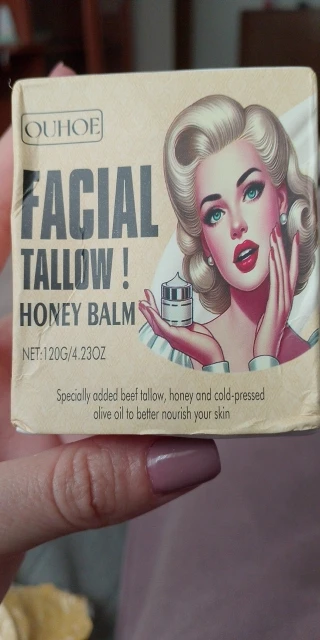 OUHOE
FACIAL
TALLOW !
HONEY BALM
NET:120G/4.23OZ
Specially added beef tallow, honey and cold-pressed
olive oil to better nourish your skin